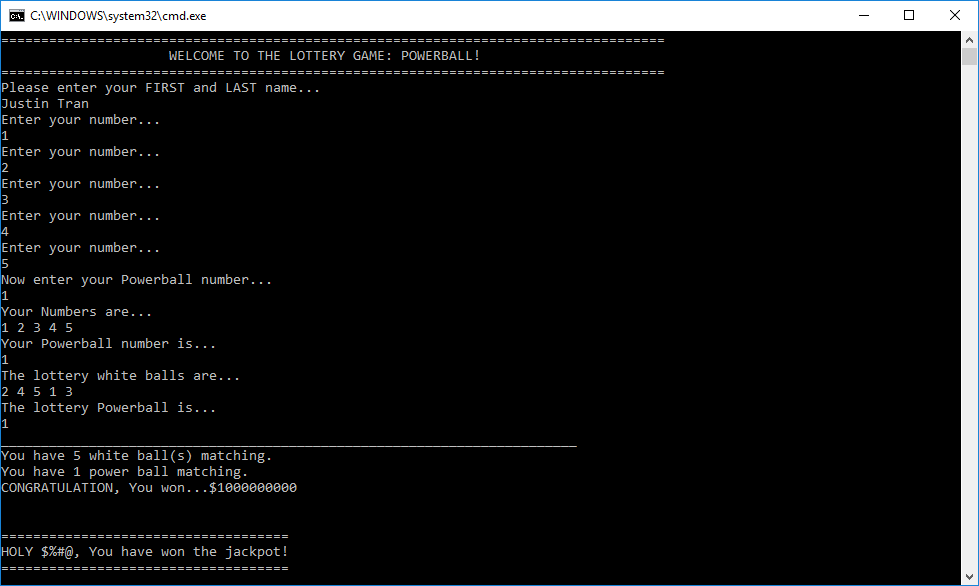 C:\WINDOWS\system32\cmd.exe
===================================================================================
WELCOME TO THE LOTTERY GAME: POWERBALL!
===================================================================================
Please enter your FIRST and LAST name...
Justin Tran
Enter your number...
1
Enter your number...
2
Enter your number...
3
Enter your number...
4
Enter your number...
5
Now enter your Powerball number...
1
Your Numbers are...
1 2 3 4 5
Your Powerball number is...
1
The lottery white balls are...
2 4 5 1 3
The lottery Powerball is...
1
________________________________________________________________________
You have 5 white ball(s) matching.
You have 1 power ball matching.
CONGRATULATION, You won...$1000000000
====================================
HOLY $%#@, You have won the jackpot!
====================================